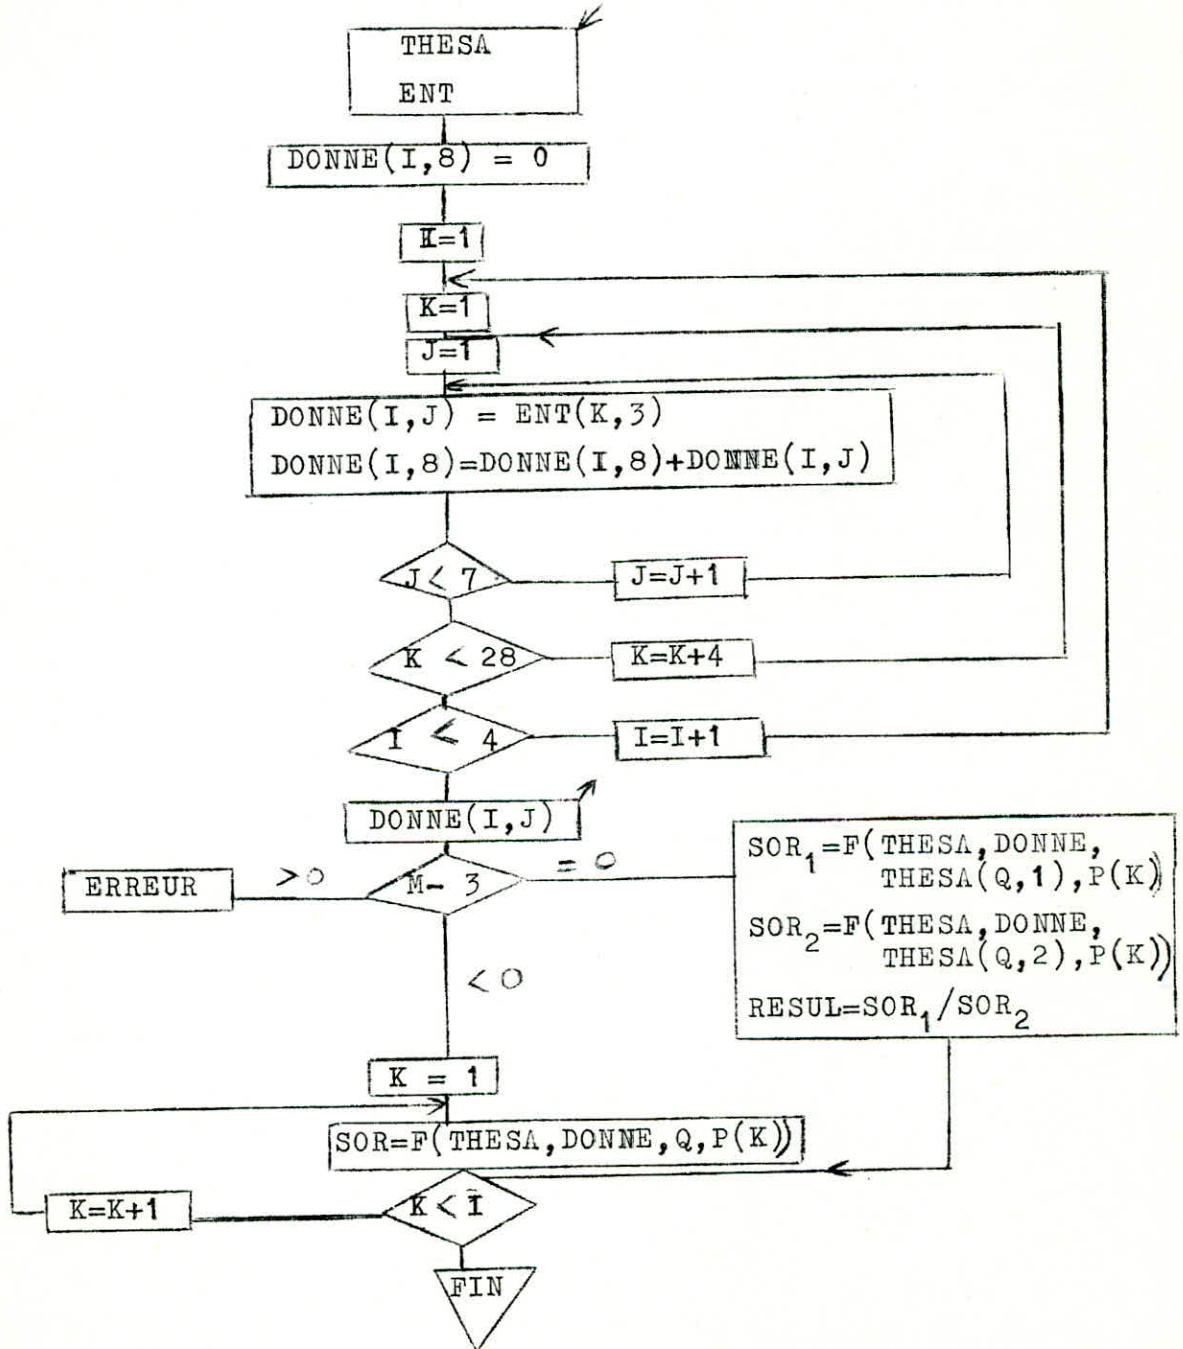 THESA
ENT
DONNE(I,8) = 0
I=1
K=1
J=1
DONNE(I,J) = ENT(K,3)
DONNE(I,8)=DONNE(I,8)+DONNE(I,J)
J < 7
J=J+1
K < 28
K=K+4
I < 4
I=I+1
DONNE(I,J)
ERREUR
>0
M- 3
= 0
SOR1=F(THESA,DONNE,
THESA(Q,1),P(K)
SOR2=F(THESA,DONNE,
THESA(Q,2),P(K))
RESUL=SOR1/SOR2
<0
K = 1
SOR=F(THESA,DONNE,Q,P(K))
K=K+1
K < I
FIN